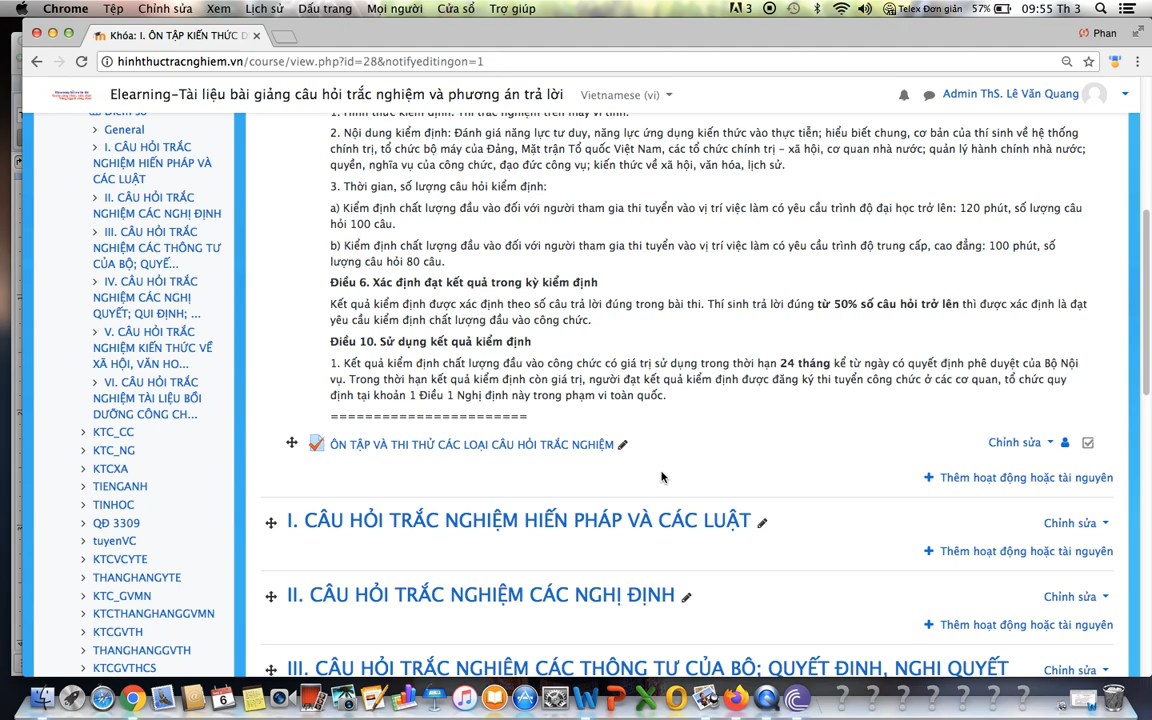 Chrome Tệp Chỉnh sửa Xem Lịch sử Dấu trang Mọi người Cửa sổ Trợ giúp 3 Telex Đơn giản 57% 09:55 Th 3
Khóa: I. ÔN TẬP KIẾN THỨC
Phan
hinhthuctracnghiem.vn/course/view.php?id=28&notifyeditingon=1
Elearning-Tài liệu bài giảng câu hỏi trắc nghiệm và phương án trả lời Vietnamese (vi) Admin ThS. Lê Văn Quang
Điểm số
General
I. CÂU HỎI TRẮC
NGHIỆM HIẾN PHÁP VÀ
CÁC LUẬT
II. CÂU HỎI TRẮC
NGHIỆM CÁC NGHỊ ĐỊNH
III. CÂU HỎI TRẮC
NGHIỆM CÁC THÔNG TƯ
CỦA BỘ; QUYẾ...
IV. CÂU HỎI TRẮC
NGHIỆM CÁC NGHỊ
QUYẾT; QUI ĐỊNH; ...
V. CÂU HỎI TRẮC
NGHIỆM KIẾN THỨC VỀ
XÃ HỘI, VĂN HO...
VI. CÂU HỎI TRẮC
NGHIỆM TÀI LIỆU BỒI
DƯỠNG CÔNG CH...
KTC_CC
KTC_NG
KTCXA
TIENGANH
TINHOC
QĐ 3309
tuyenVC
KTCVCYTE
THANGHANGYTE
KTC_GVMN
KTCTHANGHANGGVMN
KTCGVTH
THANGHANGGVTH
KTCGVTHCS
1. Hình thức kiểm định: Thi trắc nghiệm trên máy vi tính.
2. Nội dung kiểm định: Đánh giá năng lực tư duy, năng lực ứng dụng kiến thức vào thực tiễn; hiểu biết chung, cơ bản của thí sinh về hệ thống
chính trị, tổ chức bộ máy của Đảng, Mặt trận Tổ quốc Việt Nam, các tổ chức chính trị - xã hội, cơ quan nhà nước; quản lý hành chính nhà nước;
quyền, nghĩa vụ của công chức, đạo đức công vụ; kiến thức về xã hội, văn hóa, lịch sử.
3. Thời gian, số lượng câu hỏi kiểm định:
a) Kiểm định chất lượng đầu vào đối với người tham gia thi tuyển vào vị trí việc làm có yêu cầu trình độ đại học trở lên: 120 phút, số lượng câu
hỏi 100 câu.
b) Kiểm định chất lượng đầu vào đối với người tham gia thi tuyển vào vị trí việc làm có yêu cầu trình độ trung cấp, cao đẳng: 100 phút, số
lượng câu hỏi 80 câu.
Điều 6. Xác định đạt kết quả trong kỳ kiểm định
Kết quả kiểm định được xác định theo số câu trả lời đúng trong bài thi. Thí sinh trả lời đúng từ 50% số câu hỏi trở lên thì được xác định là đạt
yêu cầu kiểm định chất lượng đầu vào công chức.
Điều 10. Sử dụng kết quả kiểm định
1. Kết quả kiểm định chất lượng đầu vào công chức có giá trị sử dụng trong thời hạn 24 tháng kể từ ngày có quyết định phê duyệt của Bộ Nội
vụ. Trong thời hạn kết quả kiểm định còn giá trị, người đạt kết quả kiểm định được đăng ký thi tuyển công chức ở các cơ quan, tổ chức quy
định tại khoản 1 Điều 1 Nghị định này trong phạm vi toàn quốc.
========================
ÔN TẬP VÀ THI THỬ CÁC LOẠI CÂU HỎI TRẮC NGHIỆM Chỉnh sửa
Thêm hoạt động hoặc tài nguyên
I. CÂU HỎI TRẮC NGHIỆM HIẾN PHÁP VÀ CÁC LUẬT Chỉnh sửa
Thêm hoạt động hoặc tài nguyên
II. CÂU HỎI TRẮC NGHIỆM CÁC NGHỊ ĐỊNH Chỉnh sửa
Thêm hoạt động hoặc tài nguyên
III. CÂU HỎI TRẮC NGHIỆM CÁC THÔNG TƯ CỦA BỘ; QUYẾT ĐỊNH, NGHỊ QUYẾT Chỉnh sửa